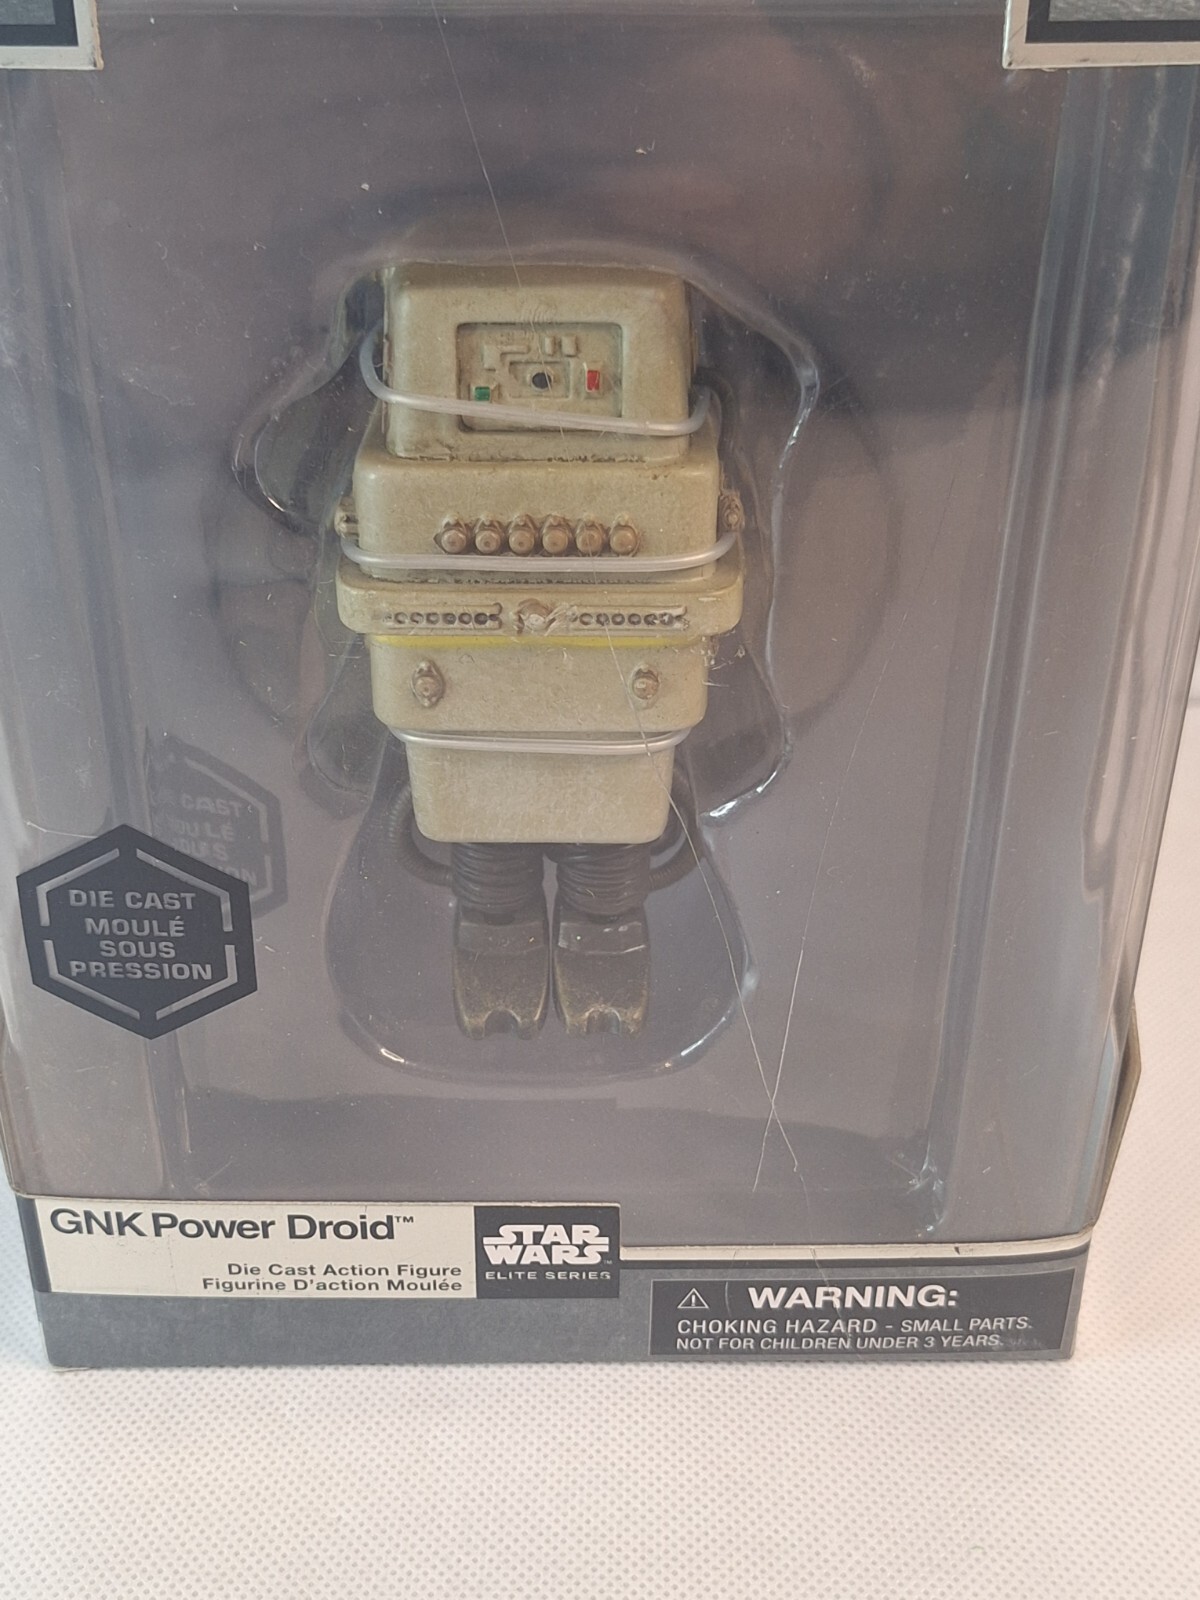 DIE CAST
MOULÉ
SOUS
PRESSION
GNK Power Droid™
Die Cast Action Figure
Figurine D'action Moulée
STAR
WARS™
ELITE SERIES
⚠ WARNING:
CHOKING HAZARD - SMALL PARTS.
NOT FOR CHILDREN UNDER 3 YEARS.